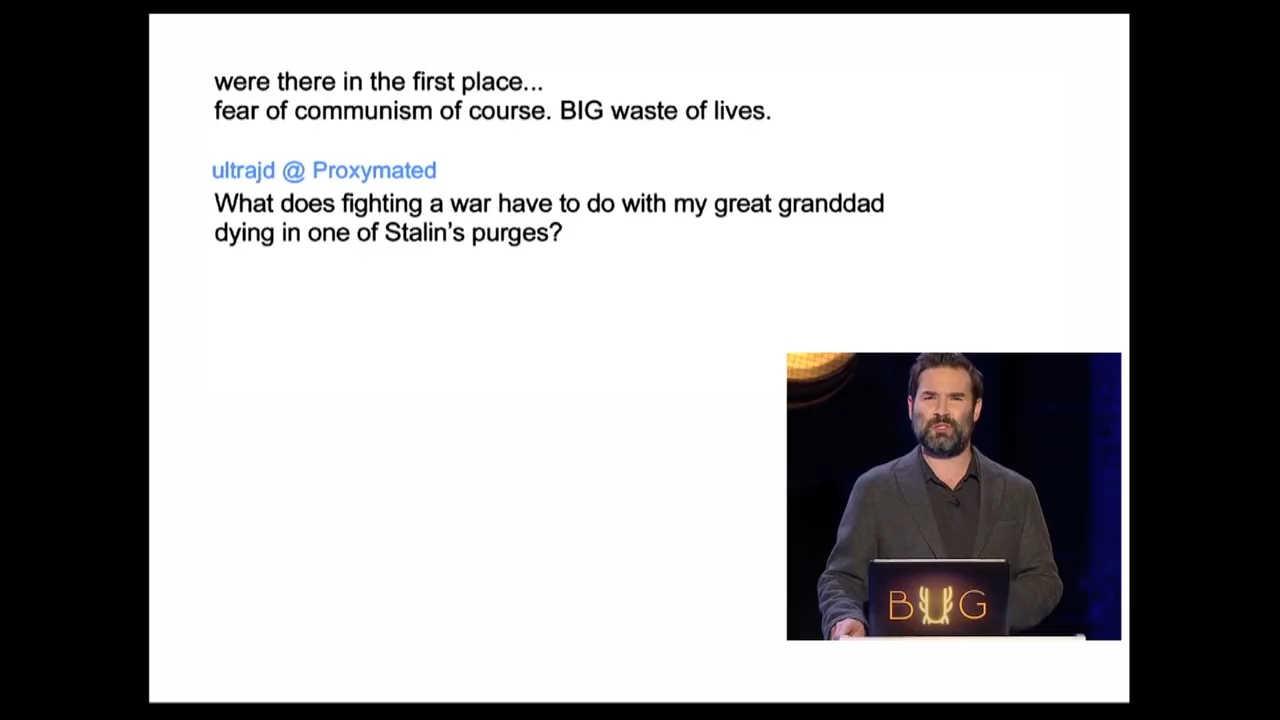 were there in the first place...
fear of communism of course. BIG waste of lives.
ultrajd @ Proxymated
What does fighting a war have to do with my great granddad
dying in one of Stalin's purges?
BUG